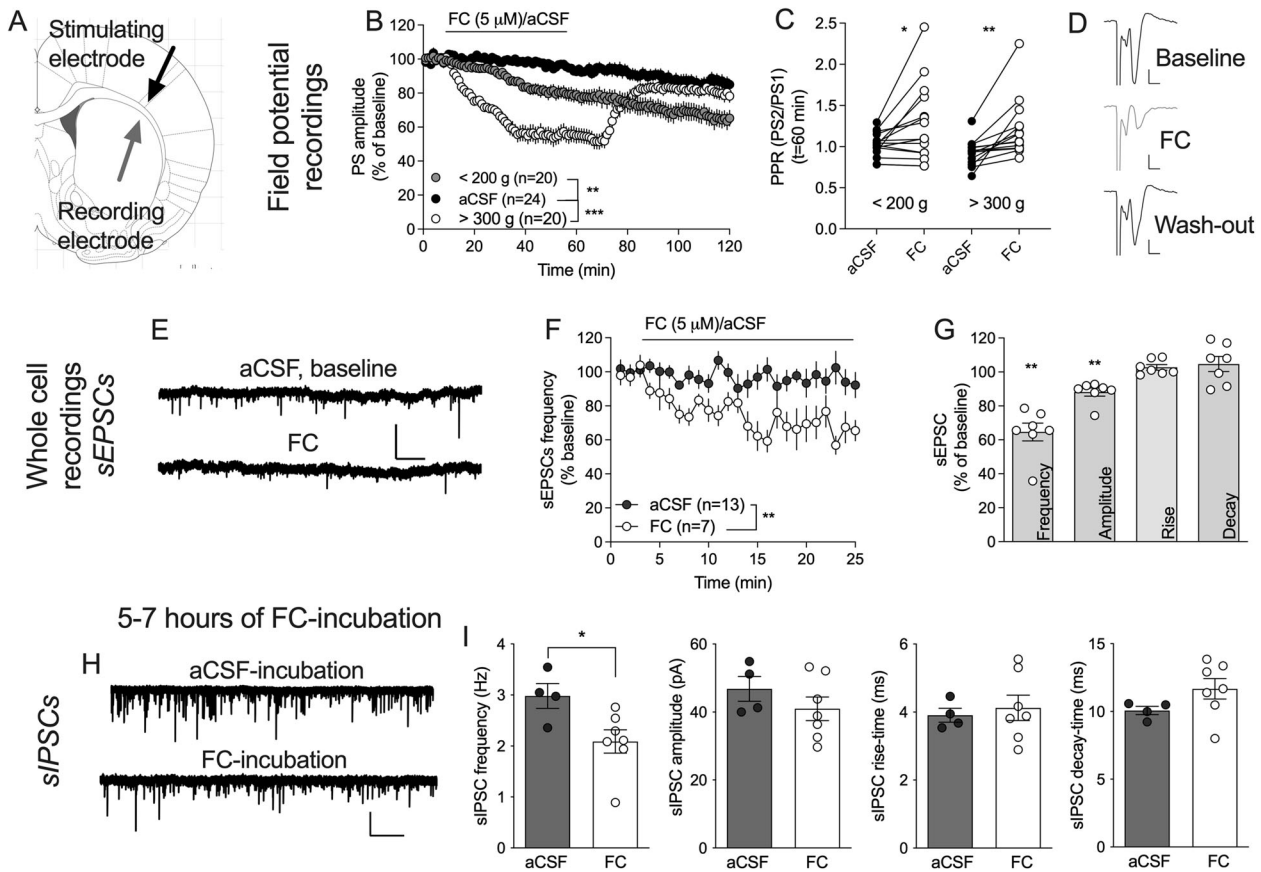 A
Stimulating
electrode
Recording
electrode
Field potential
recordings
B
FC (5 μM)/aCSF
PS amplitude
(% of baseline)
120
100
80
60
40
20
0
< 200 g (n=20)
aCSF (n=24)
> 300 g (n=20)
**
***
0 20 40 60 80 100 120
Time (min)
C
PPR (PS2/PS1)
(t=60 min)
2.5
2.0
1.5
1.0
0.5
0.0
* **
< 200 g > 300 g
aCSF FC aCSF FC
D
Baseline
FC
Wash-out
Whole cell
recordings
sEPSCs
E
aCSF, baseline
FC
F
FC (5 μM)/aCSF
sEPSCs frequency
(% baseline)
120
100
80
60
40
20
0
aCSF (n=13)
FC (n=7)
**
0 5 10 15 20 25
Time (min)
G
sEPSC
(% of baseline)
120
100
80
60
40
20
0
** **
Frequency
Amplitude
Rise
Decay
5-7 hours of FC-incubation
sIPSCs
H
aCSF-incubation
FC-incubation
I
sIPSC frequency (Hz)
4
3
2
1
0
*
aCSF FC
sIPSC amplitude (pA)
60
40
20
0
aCSF FC
sIPSC rise-time (ms)
6
4
2
0
aCSF FC
sIPSC decay-time (ms)
15
10
5
0
aCSF FC